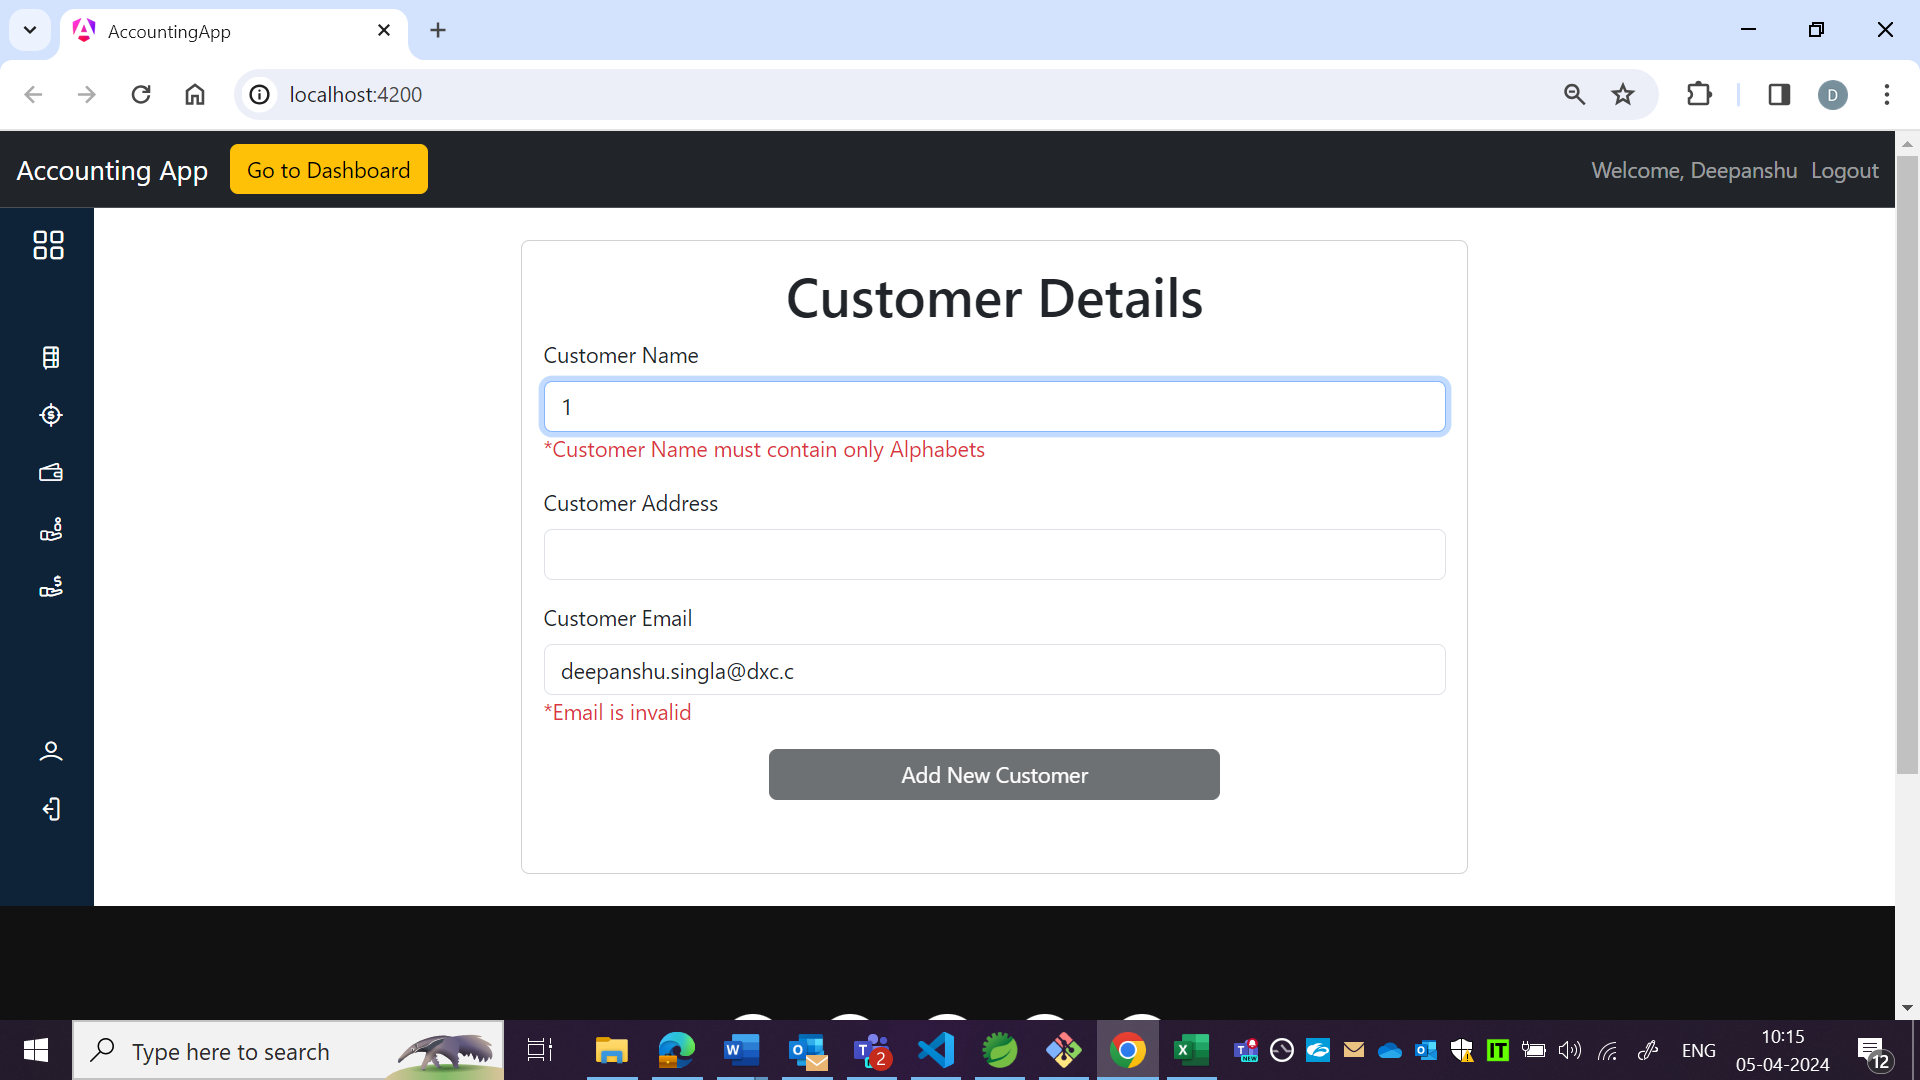 AccountingApp
localhost:4200
D
Accounting App
Go to Dashboard
Welcome, Deepanshu
Logout
Customer Details
Customer Name
1
*Customer Name must contain only Alphabets
Customer Address
Customer Email
deepanshu.singla@dxc.c
*Email is invalid
Add New Customer
Type here to search
2
ENG
10:15
05-04-2024
12